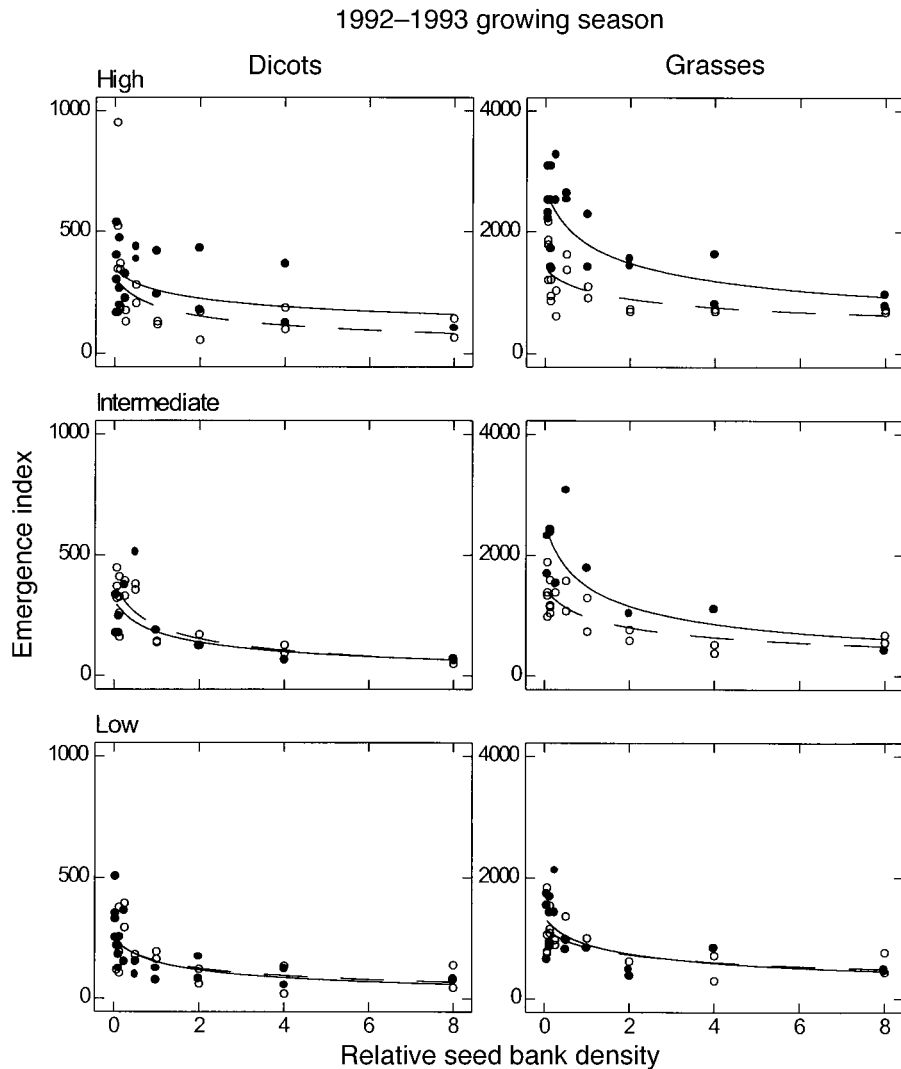 1992–1993 growing season
Dicots Grasses
High
1000 4000
500 2000
0 0
Intermediate
1000 4000
500 2000
0 0
Low
1000 4000
500 2000
0 0
0 2 4 6 8 0 2 4 6 8
Emergence index
Relative seed bank density